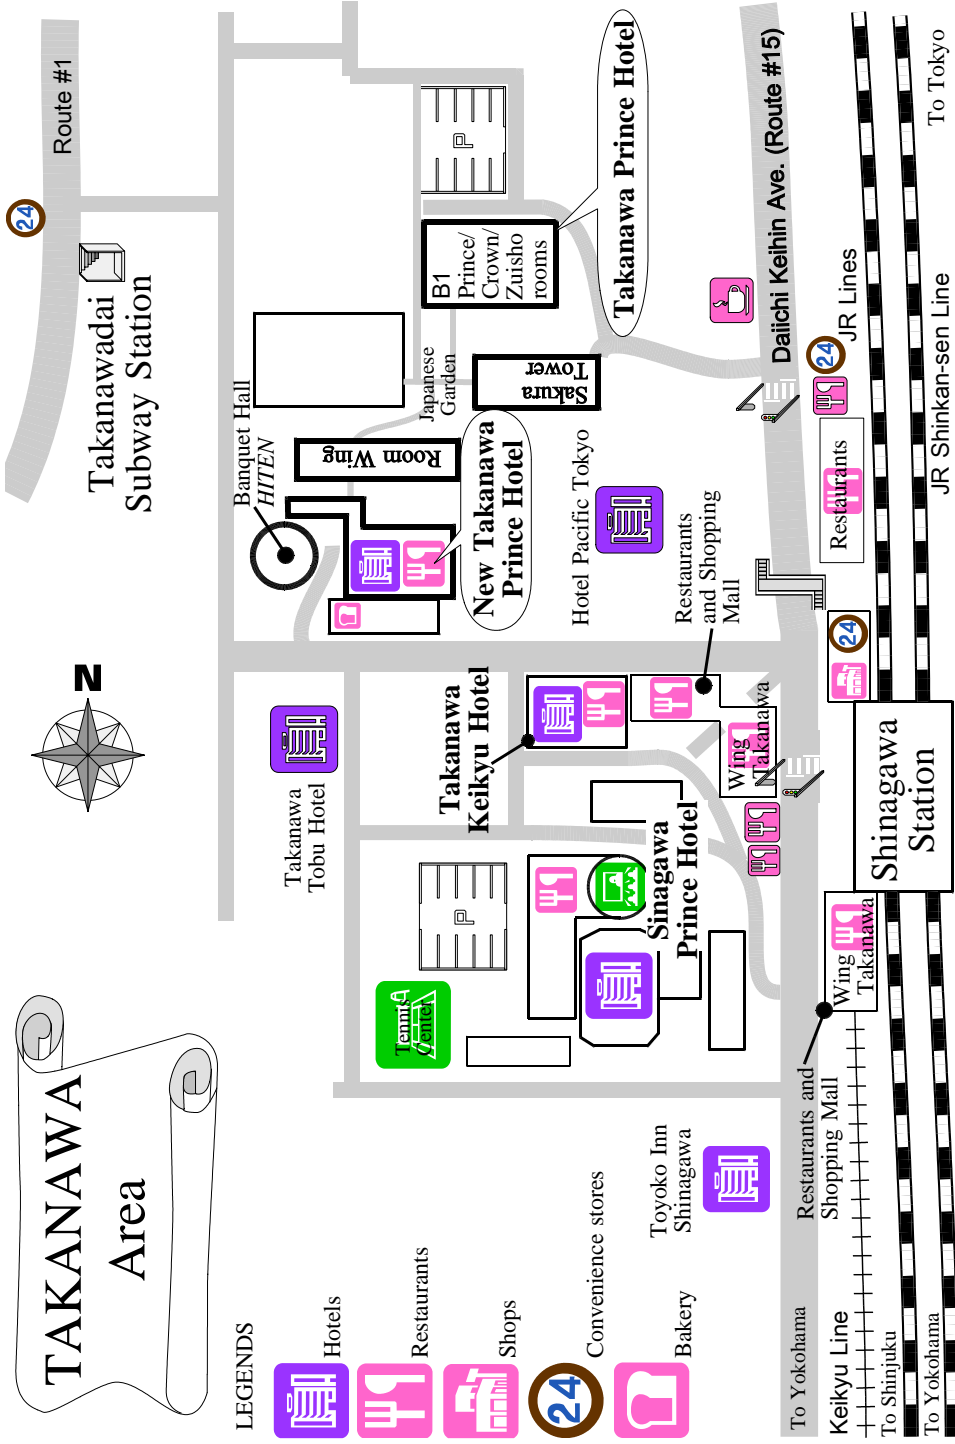 TAKANAWA
Area
LEGENDS
Hotels
Restaurants
Shops
24
Convenience stores
Bakery
N
Route #1
24
Takanawadai
Subway Station
Banquet Hall
HITEN
Room Wing
Japanese
Garden
P
B1
Prince/
Crown/
Zuisho
rooms
Takanawa Prince Hotel
Sakura
Tower
New Takanawa
Prince Hotel
Hotel Pacific Tokyo
Restaurants
and Shopping
Mall
Takanawa
Tobu Hotel
Takanawa
Keikyu Hotel
Wing
Takanawa
P
Tennis
Center
Sinagawa
Prince Hotel
Toyoko Inn
Shinagawa
Daiichi Keihin Ave. (Route #15)
24
JR Lines
Restaurants
24
Shinagawa
Station
Wing
Takanawa
Restaurants and
Shopping Mall
To Yokohama
Keikyu Line
To Shinjuku
To Yokohama
JR Shinkan-sen Line
To Tokyo